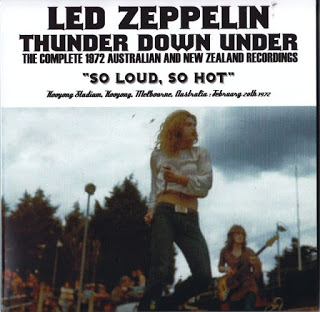 LED ZEPPELIN
THUNDER DOWN UNDER
THE COMPLETE 1972 AUSTRALIAN AND NEW ZEALAND RECORDINGS
"SO LOUD, SO HOT"
Kooyong Stadium, Kooyong, Melbourne, Australia : February 20th 1972